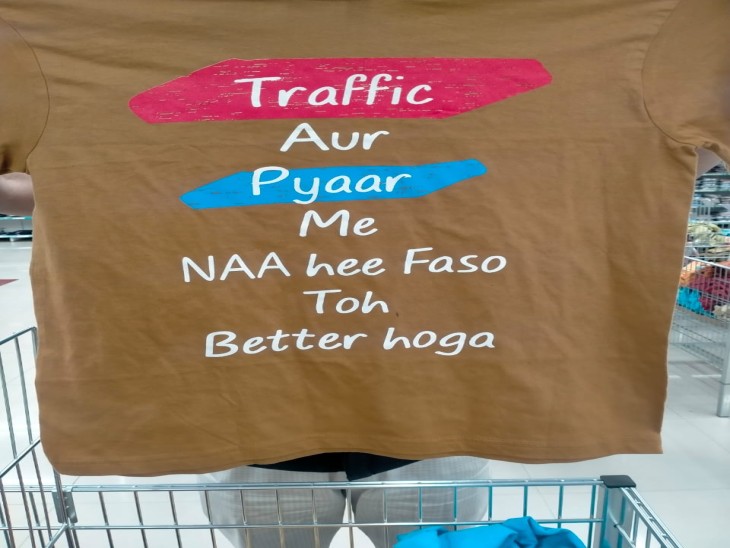 Traffic
Aur
Pyaar
Me
NAA hee Faso
Toh
Better hoga